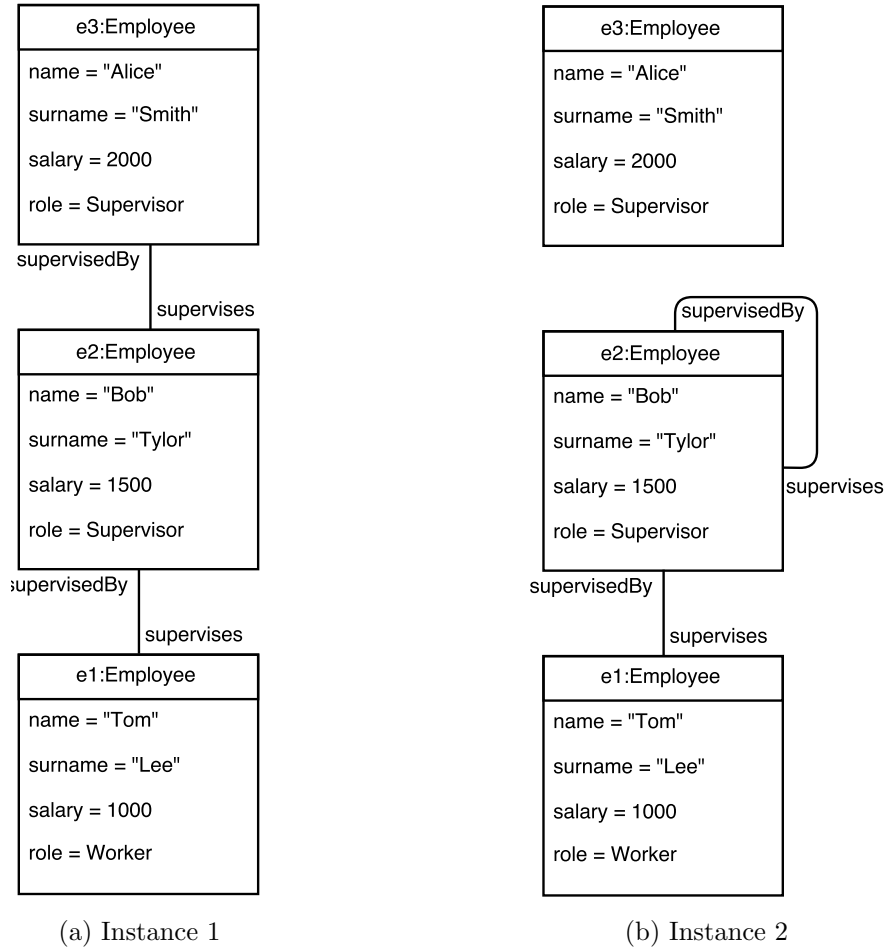 e3:Employee
name = "Alice"
surname = "Smith"
salary = 2000
role = Supervisor
supervisedBy
supervises
e2:Employee
name = "Bob"
surname = "Tylor"
salary = 1500
role = Supervisor
supervisedBy
supervises
e1:Employee
name = "Tom"
surname = "Lee"
salary = 1000
role = Worker
(a) Instance 1
e3:Employee
name = "Alice"
surname = "Smith"
salary = 2000
role = Supervisor
supervisedBy
e2:Employee
name = "Bob"
surname = "Tylor"
salary = 1500
supervises
role = Supervisor
supervisedBy
supervises
e1:Employee
name = "Tom"
surname = "Lee"
salary = 1000
role = Worker
(b) Instance 2